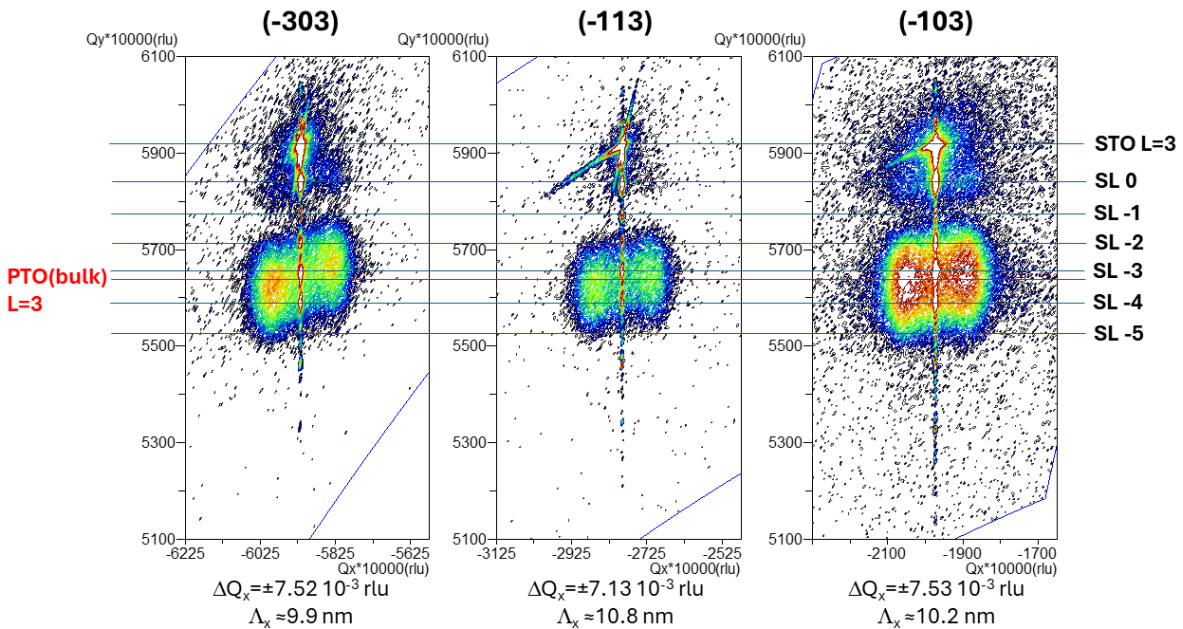 (-303)
(-113)
(-103)
Qy*10000(rlu)
Qy*10000(rlu)
Qy*10000(rlu)
6100
6100
6100
5900
5900
5900
5700
5700
5700
5500
5500
5500
5300
5300
5300
5100
5100
5100
STO L=3
SL 0
SL -1
SL -2
SL -3
SL -4
SL -5
PTO(bulk)
L=3
-6225 -6025 -5825 -5625
-3125 -2925 -2725 -2525
-2100 -1900 -1700
Qx*10000(rlu)
Qx*10000(rlu)
Qx*10000(rlu)
ΔQx=±7.52 10-3 rlu
Λx ≈9.9 nm
ΔQx=±7.13 10-3 rlu
Λx ≈10.8 nm
ΔQx=±7.53 10-3 rlu
Λx ≈10.2 nm